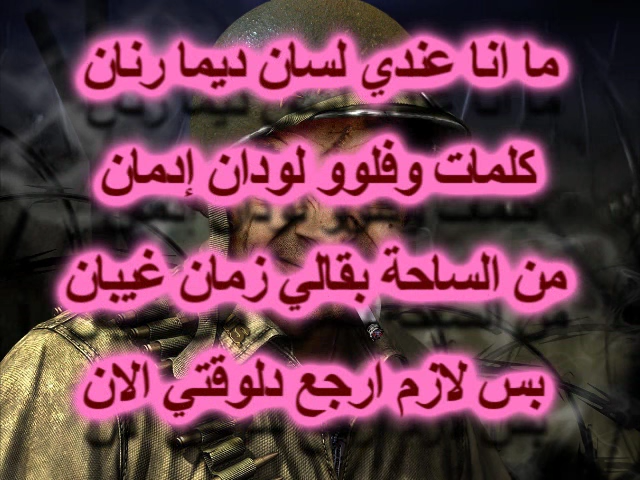 ما انا عندي لسان ديما رنان
كلمات وفلوو لودان إدمان
من الساحة بقالي زمان غيبان
بس لازم ارجع دلوقتي الان